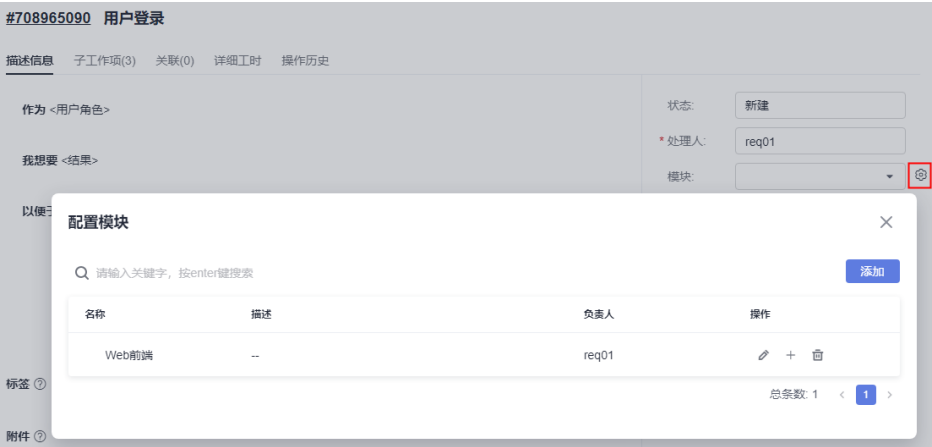 #708965090 用户登录
描述信息 子工作项(3) 关联(0) 详细工时 操作历史
作为 <用户角色>
我想要 <结果>
以便于
状态: 新建
* 处理人: req01
模块:
配置模块
请输入关键字，按enter键搜索
添加
名称 描述 负责人 操作
Web前端 -- req01
总条数: 1 < 1 >
标签
附件